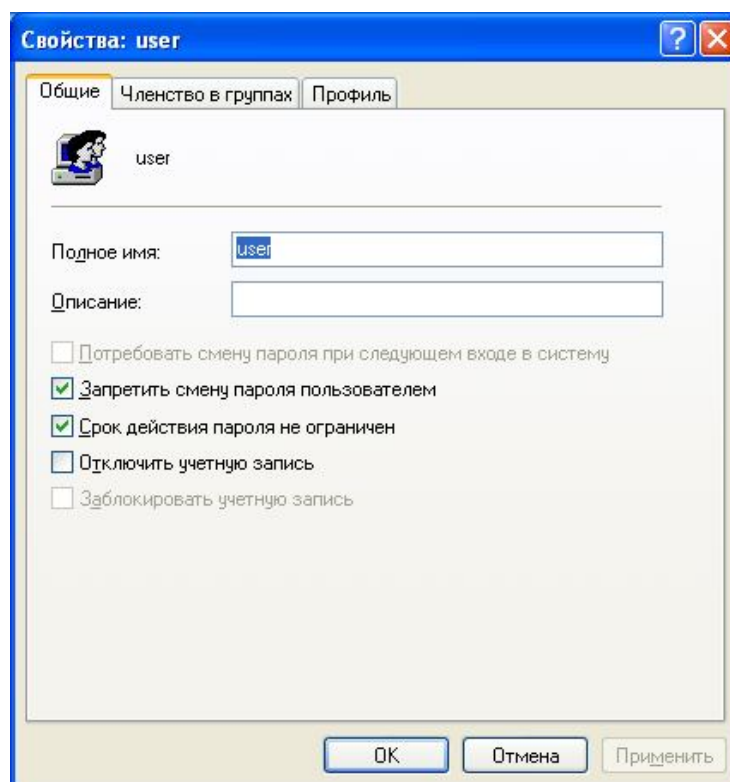 Свойства: user
Общие Членство в группах Профиль
user
Полное имя: user
Описание:
Потребовать смену пароля при следующем входе в систему
Запретить смену пароля пользователем
Срок действия пароля не ограничен
Отключить учетную запись
Заблокировать учетную запись
OK Отмена Применить